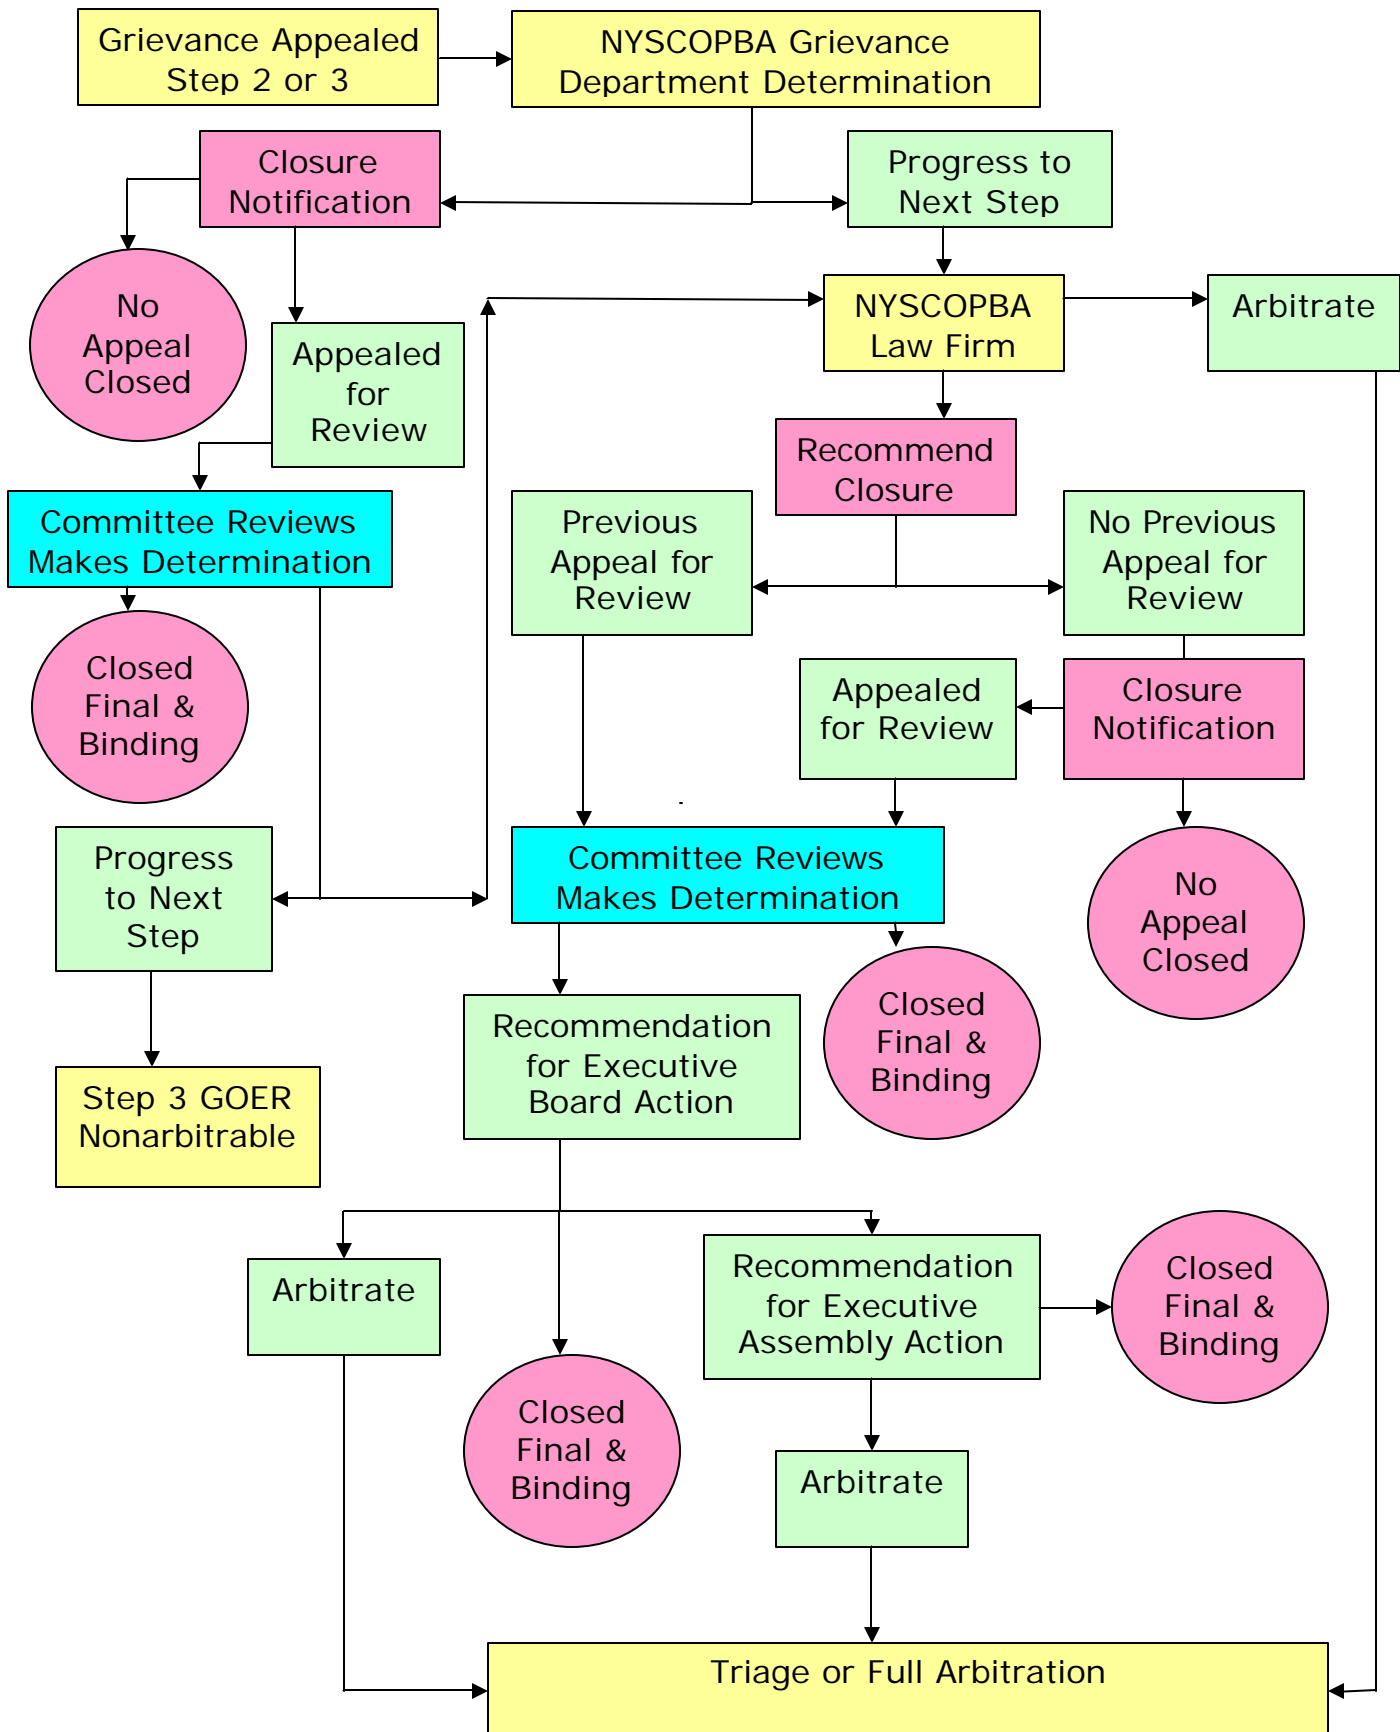 Grievance Appealed
Step 2 or 3
NYSCOPBA Grievance
Department Determination
Closure
Notification
Progress to
Next Step
No
Appeal
Closed
Appealed
for
Review
NYSCOPBA
Law Firm
Arbitrate
Recommend
Closure
Committee Reviews
Makes Determination
Previous
Appeal for
Review
No Previous
Appeal for
Review
Closed
Final &
Binding
Appealed
for Review
Closure
Notification
Progress
to Next
Step
Committee Reviews
Makes Determination
No
Appeal
Closed
Recommendation
for Executive
Board Action
Closed
Final &
Binding
Step 3 GOER
Nonarbitrable
Arbitrate
Recommendation
for Executive
Assembly Action
Closed
Final &
Binding
Closed
Final &
Binding
Arbitrate
Triage or Full Arbitration